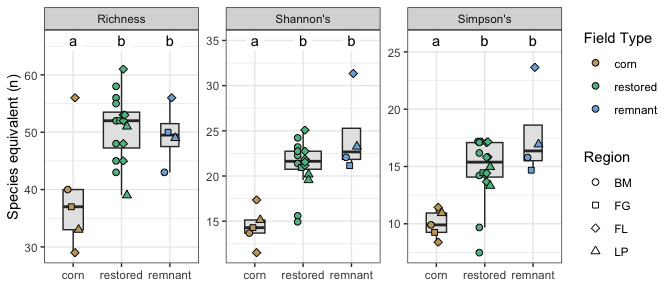 Richness
Shannon's
Simpson's
a b b
a b b
a b b
Species equivalent (n)
60
50
40
30
35
30
25
20
15
25
20
15
10
corn restored remnant
corn restored remnant
corn restored remnant
Field Type
corn
restored
remnant
Region
BM
FG
FL
LP